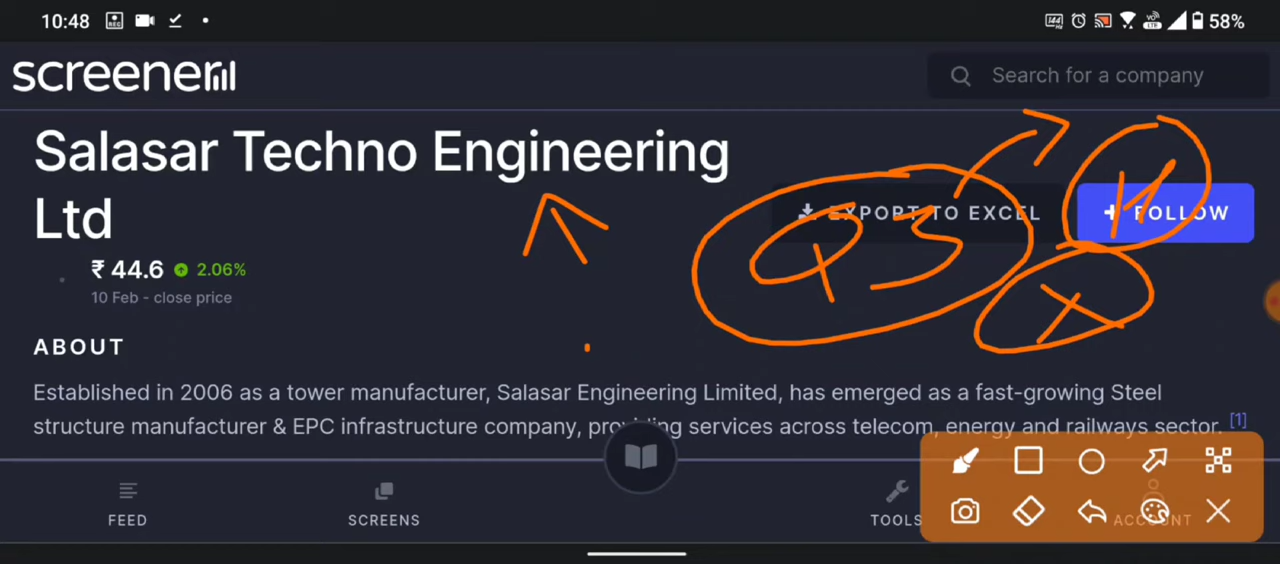 10:48
58%
screener
Search for a company
Salasar Techno Engineering
Ltd
EXPORT TO EXCEL
+ FOLLOW
Q3
₹ 44.6 2.06%
10 Feb - close price
ABOUT
Established in 2006 as a tower manufacturer, Salasar Engineering Limited, has emerged as a fast-growing Steel
structure manufacturer & EPC infrastructure company, providing services across telecom, energy and railways sector. [1]
FEED
SCREENS
TOOLS
ACCOUNT